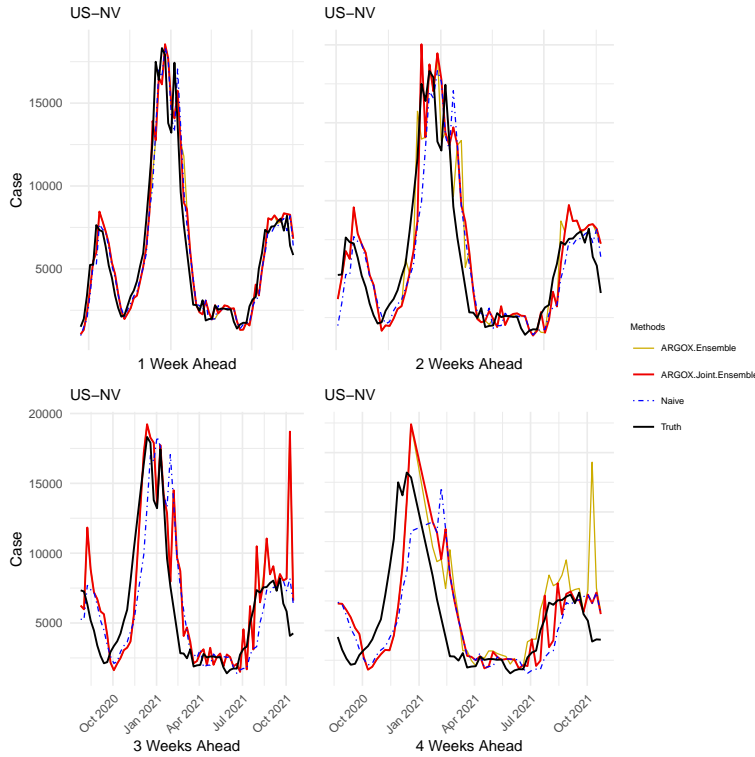 US−NV
US−NV
Case
15000
10000
5000
1 Week Ahead
2 Weeks Ahead
Methods
ARGOX.Ensemble
ARGOX.Joint.Ensemble
Naive
Truth
US−NV
US−NV
Case
20000
15000
10000
5000
Oct 2020
Jan 2021
Apr 2021
Jul 2021
Oct 2021
Oct 2020
Jan 2021
Apr 2021
Jul 2021
Oct 2021
3 Weeks Ahead
4 Weeks Ahead